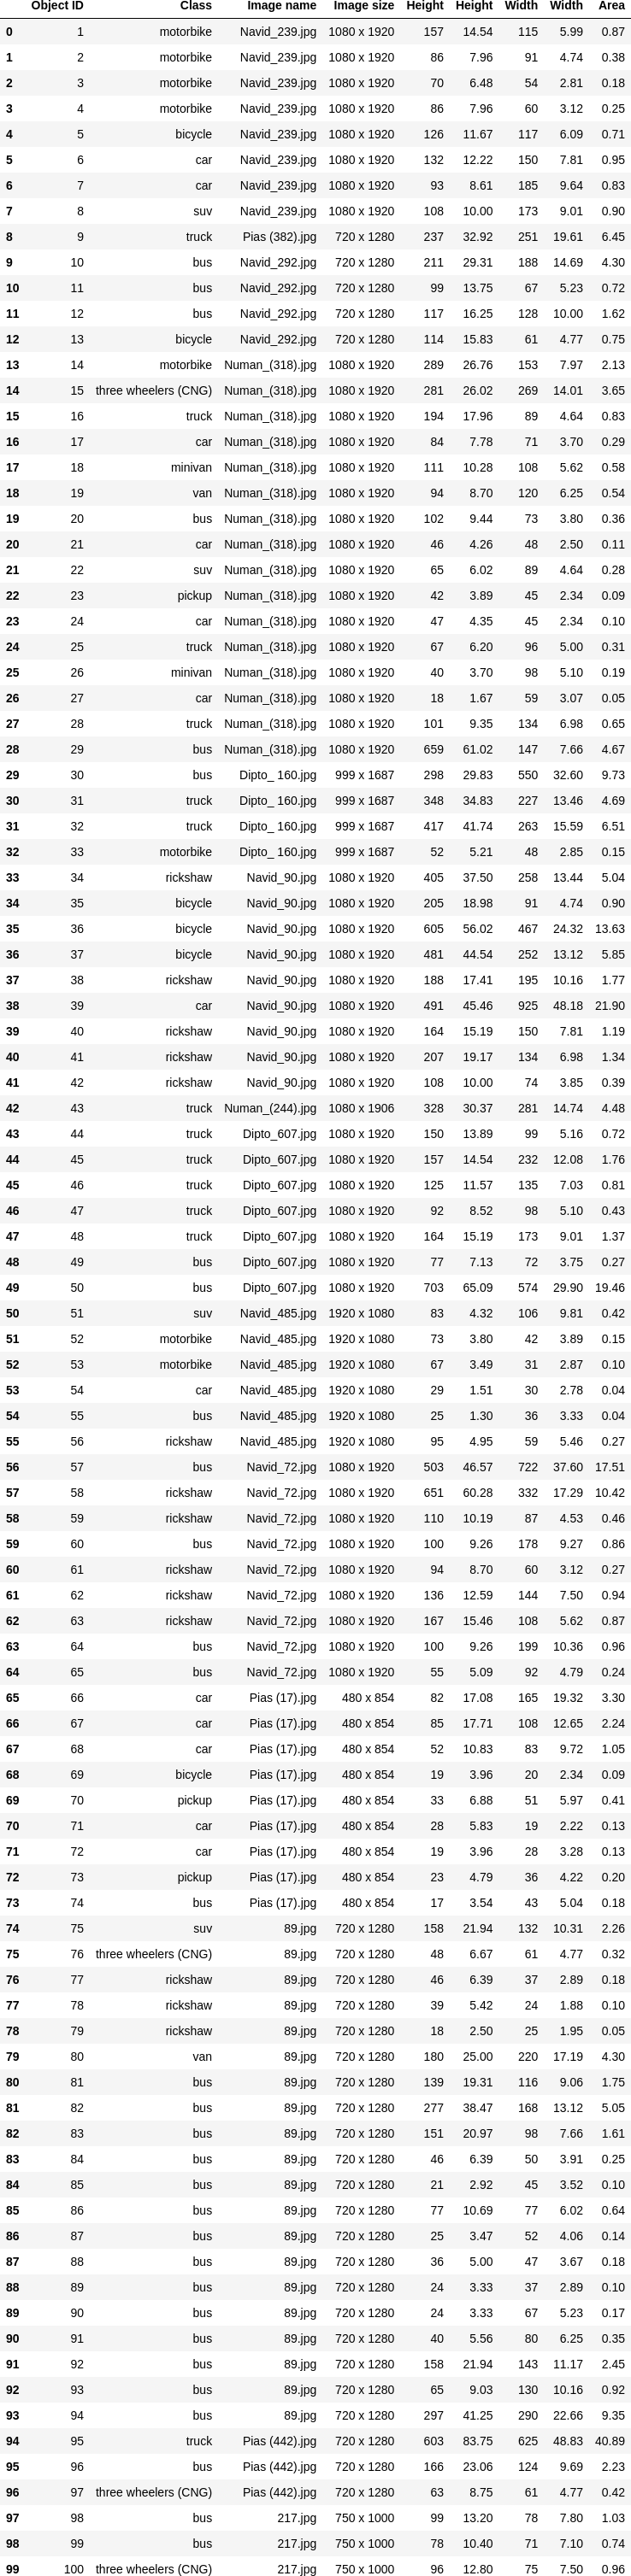 Object ID Class Image name Image size Height Height Width Width Area
0 1 motorbike Navid_239.jpg 1080 x 1920 157 14.54 115 5.99 0.87
1 2 motorbike Navid_239.jpg 1080 x 1920 86 7.96 91 4.74 0.38
2 3 motorbike Navid_239.jpg 1080 x 1920 70 6.48 54 2.81 0.18
3 4 motorbike Navid_239.jpg 1080 x 1920 86 7.96 60 3.12 0.25
4 5 bicycle Navid_239.jpg 1080 x 1920 126 11.67 117 6.09 0.71
5 6 car Navid_239.jpg 1080 x 1920 132 12.22 150 7.81 0.95
6 7 car Navid_239.jpg 1080 x 1920 93 8.61 185 9.64 0.83
7 8 suv Navid_239.jpg 1080 x 1920 108 10.00 173 9.01 0.90
8 9 truck Pias (382).jpg 720 x 1280 237 32.92 251 19.61 6.45
9 10 bus Navid_292.jpg 720 x 1280 211 29.31 188 14.69 4.30
10 11 bus Navid_292.jpg 720 x 1280 99 13.75 67 5.23 0.72
11 12 bus Navid_292.jpg 720 x 1280 117 16.25 128 10.00 1.62
12 13 bicycle Navid_292.jpg 720 x 1280 114 15.83 61 4.77 0.75
13 14 motorbike Numan_(318).jpg 1080 x 1920 289 26.76 153 7.97 2.13
14 15 three wheelers (CNG) Numan_(318).jpg 1080 x 1920 281 26.02 269 14.01 3.65
15 16 truck Numan_(318).jpg 1080 x 1920 194 17.96 89 4.64 0.83
16 17 car Numan_(318).jpg 1080 x 1920 84 7.78 71 3.70 0.29
17 18 minivan Numan_(318).jpg 1080 x 1920 111 10.28 108 5.62 0.58
18 19 van Numan_(318).jpg 1080 x 1920 94 8.70 120 6.25 0.54
19 20 bus Numan_(318).jpg 1080 x 1920 102 9.44 73 3.80 0.36
20 21 car Numan_(318).jpg 1080 x 1920 46 4.26 48 2.50 0.11
21 22 suv Numan_(318).jpg 1080 x 1920 65 6.02 89 4.64 0.28
22 23 pickup Numan_(318).jpg 1080 x 1920 42 3.89 45 2.34 0.09
23 24 car Numan_(318).jpg 1080 x 1920 47 4.35 45 2.34 0.10
24 25 truck Numan_(318).jpg 1080 x 1920 67 6.20 96 5.00 0.31
25 26 minivan Numan_(318).jpg 1080 x 1920 40 3.70 98 5.10 0.19
26 27 car Numan_(318).jpg 1080 x 1920 18 1.67 59 3.07 0.05
27 28 truck Numan_(318).jpg 1080 x 1920 101 9.35 134 6.98 0.65
28 29 bus Numan_(318).jpg 1080 x 1920 659 61.02 147 7.66 4.67
29 30 bus Dipto_ 160.jpg 999 x 1687 298 29.83 550 32.60 9.73
30 31 truck Dipto_ 160.jpg 999 x 1687 348 34.83 227 13.46 4.69
31 32 truck Dipto_ 160.jpg 999 x 1687 417 41.74 263 15.59 6.51
32 33 motorbike Dipto_ 160.jpg 999 x 1687 52 5.21 48 2.85 0.15
33 34 rickshaw Navid_90.jpg 1080 x 1920 405 37.50 258 13.44 5.04
34 35 bicycle Navid_90.jpg 1080 x 1920 205 18.98 91 4.74 0.90
35 36 bicycle Navid_90.jpg 1080 x 1920 605 56.02 467 24.32 13.63
36 37 bicycle Navid_90.jpg 1080 x 1920 481 44.54 252 13.12 5.85
37 38 rickshaw Navid_90.jpg 1080 x 1920 188 17.41 195 10.16 1.77
38 39 car Navid_90.jpg 1080 x 1920 491 45.46 925 48.18 21.90
39 40 rickshaw Navid_90.jpg 1080 x 1920 164 15.19 150 7.81 1.19
40 41 rickshaw Navid_90.jpg 1080 x 1920 207 19.17 134 6.98 1.34
41 42 rickshaw Navid_90.jpg 1080 x 1920 108 10.00 74 3.85 0.39
42 43 truck Numan_(244).jpg 1080 x 1906 328 30.37 281 14.74 4.48
43 44 truck Dipto_607.jpg 1080 x 1920 150 13.89 99 5.16 0.72
44 45 truck Dipto_607.jpg 1080 x 1920 157 14.54 232 12.08 1.76
45 46 truck Dipto_607.jpg 1080 x 1920 125 11.57 135 7.03 0.81
46 47 truck Dipto_607.jpg 1080 x 1920 92 8.52 98 5.10 0.43
47 48 truck Dipto_607.jpg 1080 x 1920 164 15.19 173 9.01 1.37
48 49 bus Dipto_607.jpg 1080 x 1920 77 7.13 72 3.75 0.27
49 50 bus Dipto_607.jpg 1080 x 1920 703 65.09 574 29.90 19.46
50 51 suv Navid_485.jpg 1920 x 1080 83 4.32 106 9.81 0.42
51 52 motorbike Navid_485.jpg 1920 x 1080 73 3.80 42 3.89 0.15
52 53 motorbike Navid_485.jpg 1920 x 1080 67 3.49 31 2.87 0.10
53 54 car Navid_485.jpg 1920 x 1080 29 1.51 30 2.78 0.04
54 55 bus Navid_485.jpg 1920 x 1080 25 1.30 36 3.33 0.04
55 56 rickshaw Navid_485.jpg 1920 x 1080 95 4.95 59 5.46 0.27
56 57 bus Navid_72.jpg 1080 x 1920 503 46.57 722 37.60 17.51
57 58 rickshaw Navid_72.jpg 1080 x 1920 651 60.28 332 17.29 10.42
58 59 rickshaw Navid_72.jpg 1080 x 1920 110 10.19 87 4.53 0.46
59 60 bus Navid_72.jpg 1080 x 1920 100 9.26 178 9.27 0.86
60 61 rickshaw Navid_72.jpg 1080 x 1920 94 8.70 60 3.12 0.27
61 62 rickshaw Navid_72.jpg 1080 x 1920 136 12.59 144 7.50 0.94
62 63 rickshaw Navid_72.jpg 1080 x 1920 167 15.46 108 5.62 0.87
63 64 bus Navid_72.jpg 1080 x 1920 100 9.26 199 10.36 0.96
64 65 bus Navid_72.jpg 1080 x 1920 55 5.09 92 4.79 0.24
65 66 car Pias (17).jpg 480 x 854 82 17.08 165 19.32 3.30
66 67 car Pias (17).jpg 480 x 854 85 17.71 108 12.65 2.24
67 68 car Pias (17).jpg 480 x 854 52 10.83 83 9.72 1.05
68 69 bicycle Pias (17).jpg 480 x 854 19 3.96 20 2.34 0.09
69 70 pickup Pias (17).jpg 480 x 854 33 6.88 51 5.97 0.41
70 71 car Pias (17).jpg 480 x 854 28 5.83 19 2.22 0.13
71 72 car Pias (17).jpg 480 x 854 19 3.96 28 3.28 0.13
72 73 pickup Pias (17).jpg 480 x 854 23 4.79 36 4.22 0.20
73 74 bus Pias (17).jpg 480 x 854 17 3.54 43 5.04 0.18
74 75 suv 89.jpg 720 x 1280 158 21.94 132 10.31 2.26
75 76 three wheelers (CNG) 89.jpg 720 x 1280 48 6.67 61 4.77 0.32
76 77 rickshaw 89.jpg 720 x 1280 46 6.39 37 2.89 0.18
77 78 rickshaw 89.jpg 720 x 1280 39 5.42 24 1.88 0.10
78 79 rickshaw 89.jpg 720 x 1280 18 2.50 25 1.95 0.05
79 80 van 89.jpg 720 x 1280 180 25.00 220 17.19 4.30
80 81 bus 89.jpg 720 x 1280 139 19.31 116 9.06 1.75
81 82 bus 89.jpg 720 x 1280 277 38.47 168 13.12 5.05
82 83 bus 89.jpg 720 x 1280 151 20.97 98 7.66 1.61
83 84 bus 89.jpg 720 x 1280 46 6.39 50 3.91 0.25
84 85 bus 89.jpg 720 x 1280 21 2.92 45 3.52 0.10
85 86 bus 89.jpg 720 x 1280 77 10.69 77 6.02 0.64
86 87 bus 89.jpg 720 x 1280 25 3.47 52 4.06 0.14
87 88 bus 89.jpg 720 x 1280 36 5.00 47 3.67 0.18
88 89 bus 89.jpg 720 x 1280 24 3.33 37 2.89 0.10
89 90 bus 89.jpg 720 x 1280 24 3.33 67 5.23 0.17
90 91 bus 89.jpg 720 x 1280 40 5.56 80 6.25 0.35
91 92 bus 89.jpg 720 x 1280 158 21.94 143 11.17 2.45
92 93 bus 89.jpg 720 x 1280 65 9.03 130 10.16 0.92
93 94 bus 89.jpg 720 x 1280 297 41.25 290 22.66 9.35
94 95 truck Pias (442).jpg 720 x 1280 603 83.75 625 48.83 40.89
95 96 bus Pias (442).jpg 720 x 1280 166 23.06 124 9.69 2.23
96 97 three wheelers (CNG) Pias (442).jpg 720 x 1280 63 8.75 61 4.77 0.42
97 98 bus 217.jpg 750 x 1000 99 13.20 78 7.80 1.03
98 99 bus 217.jpg 750 x 1000 78 10.40 71 7.10 0.74
99 100 three wheelers (CNG) 217.jpg 750 x 1000 96 12.80 75 7.50 0.96